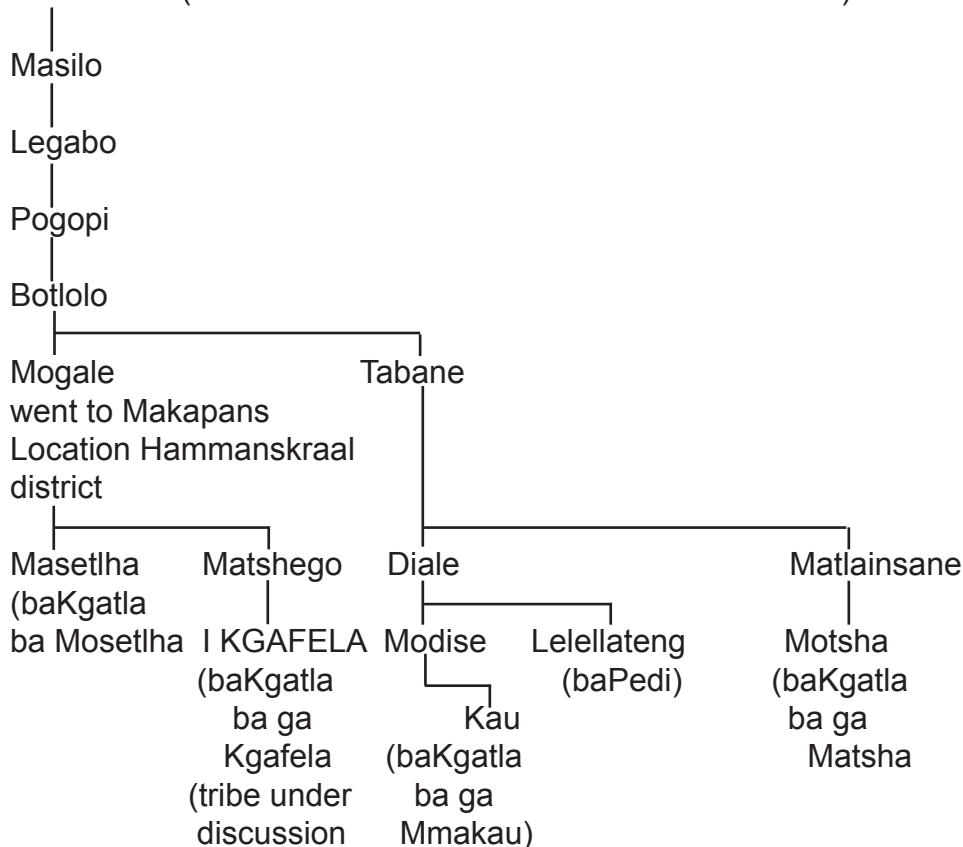 Masilo
Legabo
Pogopi
Botlolo
Mogale Tabane
went to Makapans
Location Hammanskraal
district
Masetlha Matshego Diale Matlainsane
(baKgatla
ba Mosetlha I KGAFELA Modise Lelellateng Motsha
(baKgatla (baPedi) (baKgatla
ba ga Kau ba ga
Kgafela (baKgatla Matsha
(tribe under ba ga
discussion Mmakau)